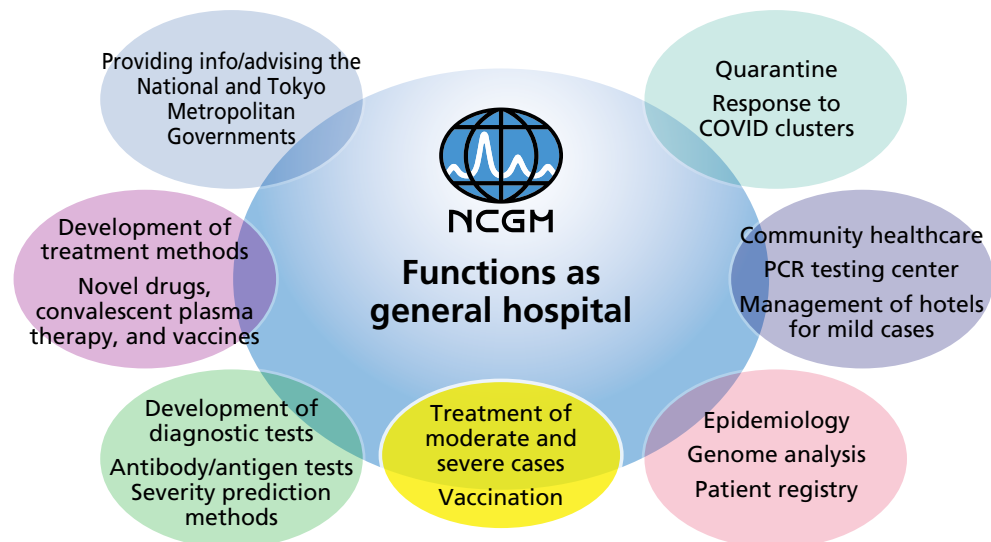 Providing info/advising the
National and Tokyo
Metropolitan
Governments
Quarantine
Response to
COVID clusters
NCGM
Functions as
general hospital
Development of
treatment methods
Novel drugs,
convalescent plasma
therapy, and vaccines
Community healthcare
PCR testing center
Management of hotels
for mild cases
Development of
diagnostic tests
Antibody/antigen tests
Severity prediction
methods
Treatment of
moderate and
severe cases
Vaccination
Epidemiology
Genome analysis
Patient registry